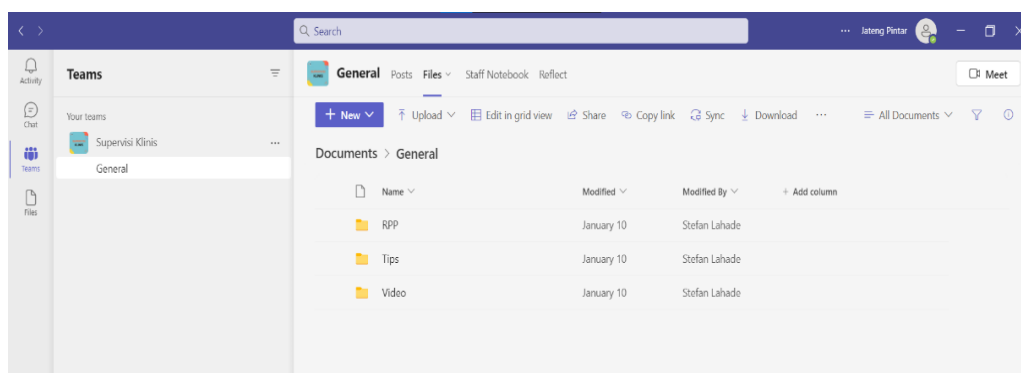 Search
... Jateng Pintar
Activity
Chat
Teams
Files
Teams
Your teams
Supervisi Klinis ...
General
General Posts Files Staff Notebook Reflect
Meet
+ New Upload Edit in grid view Share Copy link Sync Download ... All Documents
Documents > General
Name Modified Modified By + Add column
RPP January 10 Stefan Lahade
Tips January 10 Stefan Lahade
Video January 10 Stefan Lahade